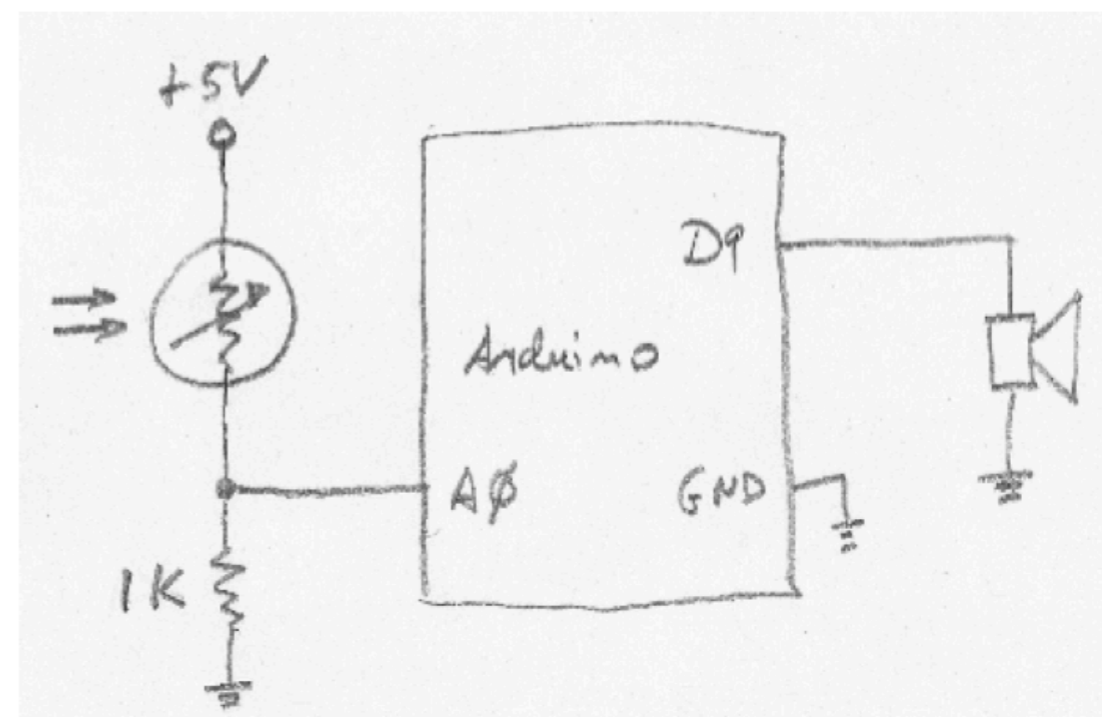 +5V
D9
Arduino
AØ
GND
1K